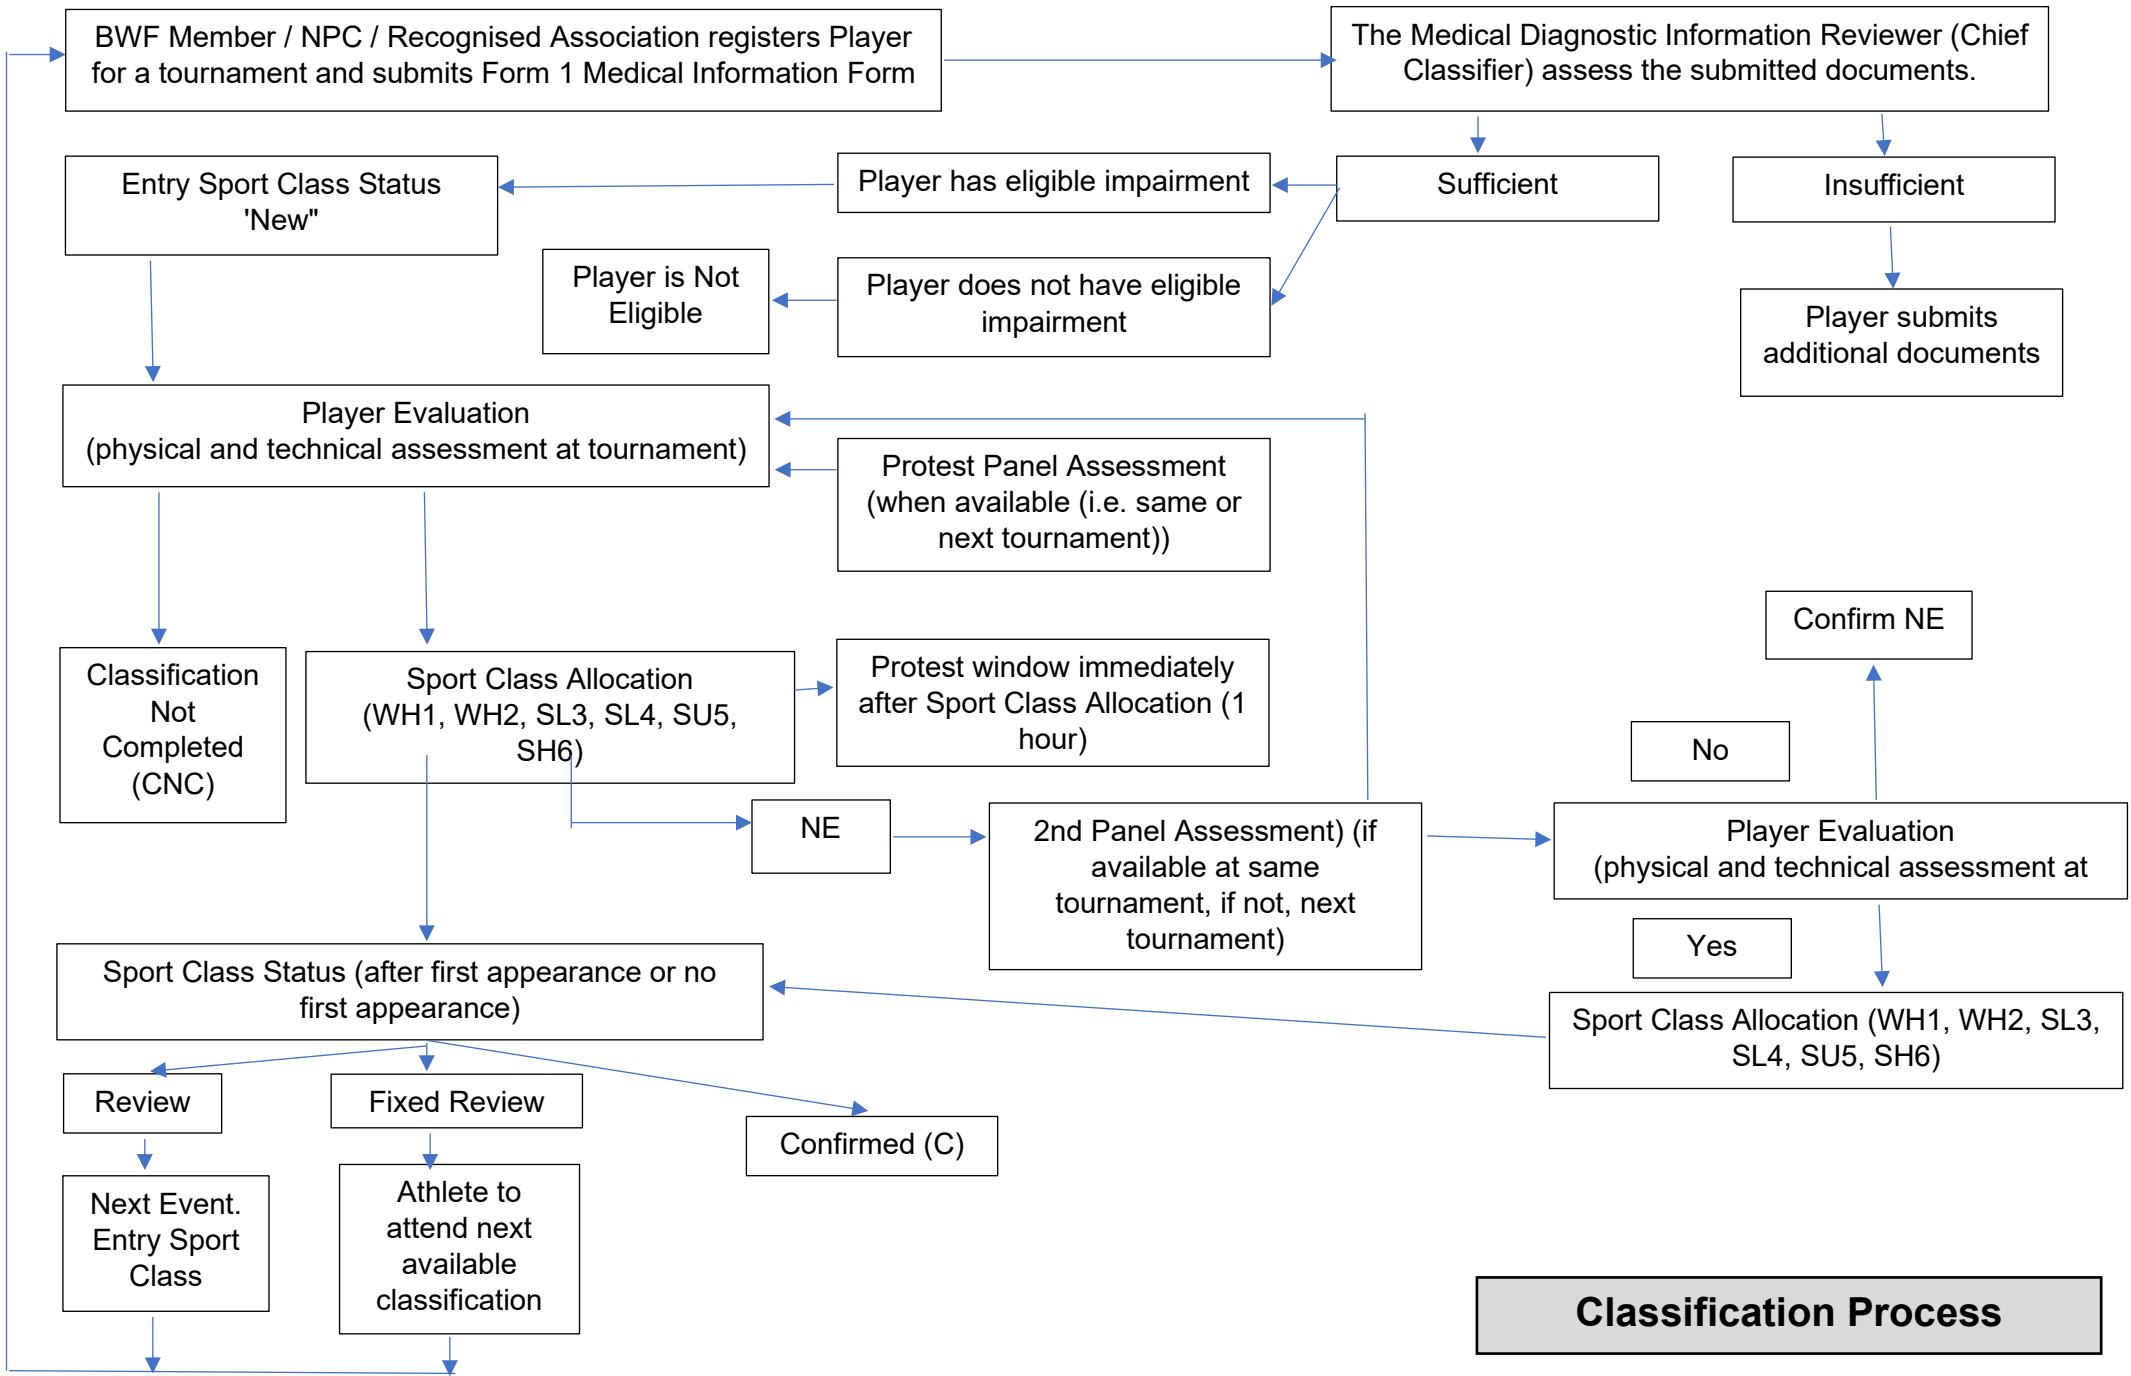 BWF Member / NPC / Recognised Association registers Player
for a tournament and submits Form 1 Medical Information Form
The Medical Diagnostic Information Reviewer (Chief
Classifier) assess the submitted documents.
Entry Sport Class Status
'New"
Player has eligible impairment
Sufficient
Insufficient
Player is Not
Eligible
Player does not have eligible
impairment
Player submits
additional documents
Player Evaluation
(physical and technical assessment at tournament)
Protest Panel Assessment
(when available (i.e. same or
next tournament))
Confirm NE
Classification
Not
Completed
(CNC)
Sport Class Allocation
(WH1, WH2, SL3, SL4, SU5,
SH6)
Protest window immediately
after Sport Class Allocation (1
hour)
No
NE
2nd Panel Assessment) (if
available at same
tournament, if not, next
tournament)
Player Evaluation
(physical and technical assessment at
Yes
Sport Class Status (after first appearance or no
first appearance)
Sport Class Allocation (WH1, WH2, SL3,
SL4, SU5, SH6)
Review
Fixed Review
Confirmed (C)
Next Event.
Entry Sport
Class
Athlete to
attend next
available
classification
Classification Process